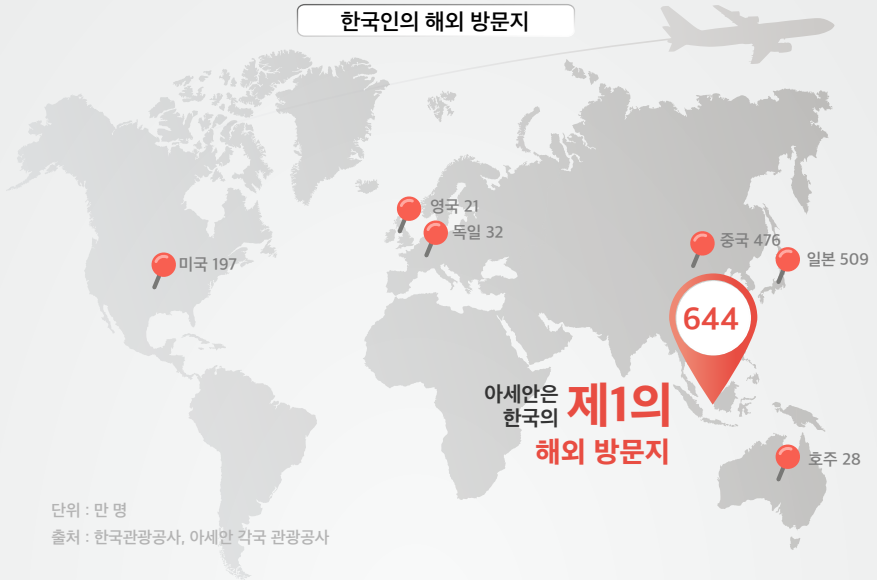 한국인의 해외 방문지
영국 21
독일 32
중국 476
일본 509
미국 197
644
아세안은
한국의 제1의
해외 방문지
호주 28
단위 : 만 명
출처 : 한국관광공사, 아세안 각국 관광공사